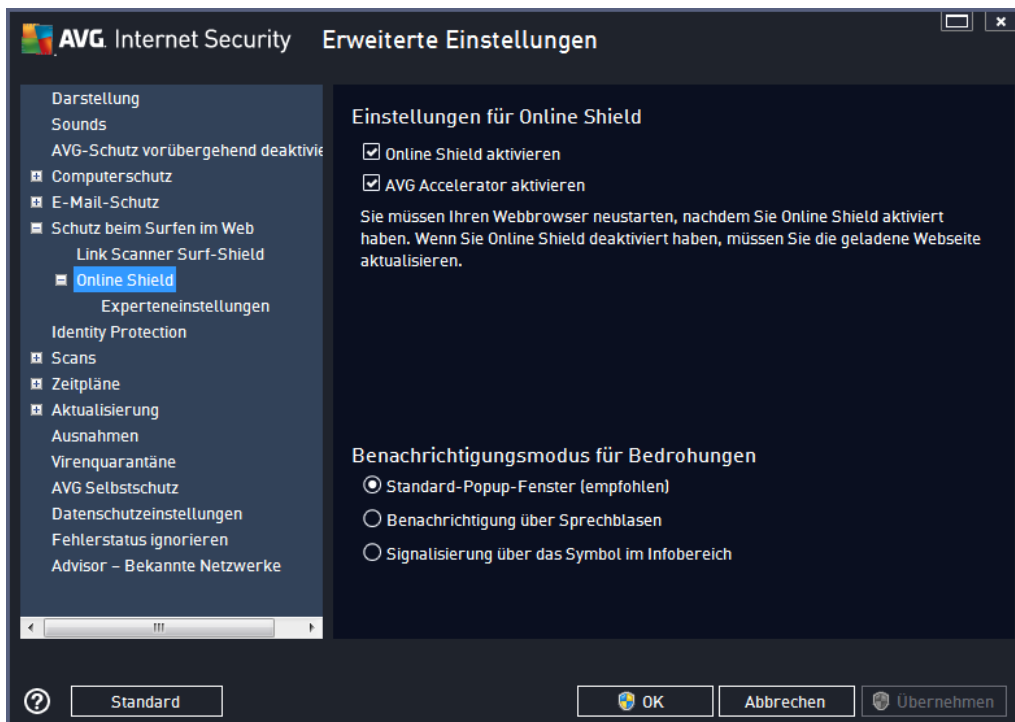 AVG. Internet Security Erweiterte Einstellungen
Darstellung
Sounds
AVG-Schutz vorübergehend deaktivie
Computerschutz
E-Mail-Schutz
Schutz beim Surfen im Web
Link Scanner Surf-Shield
Online Shield
Experteneinstellungen
Identity Protection
Scans
Zeitpläne
Aktualisierung
Ausnahmen
Virenquarantäne
AVG Selbstschutz
Datenschutzeinstellungen
Fehlerstatus ignorieren
Advisor – Bekannte Netzwerke
Einstellungen für Online Shield
Online Shield aktivieren
AVG Accelerator aktivieren
Sie müssen Ihren Webbrowser neustarten, nachdem Sie Online Shield aktiviert
haben. Wenn Sie Online Shield deaktiviert haben, müssen Sie die geladene Webseite
aktualisieren.
Benachrichtigungsmodus für Bedrohungen
Standard-Popup-Fenster (empfohlen)
Benachrichtigung über Sprechblasen
Signalisierung über das Symbol im Infobereich
Standard
OK
Abbrechen
Übernehmen